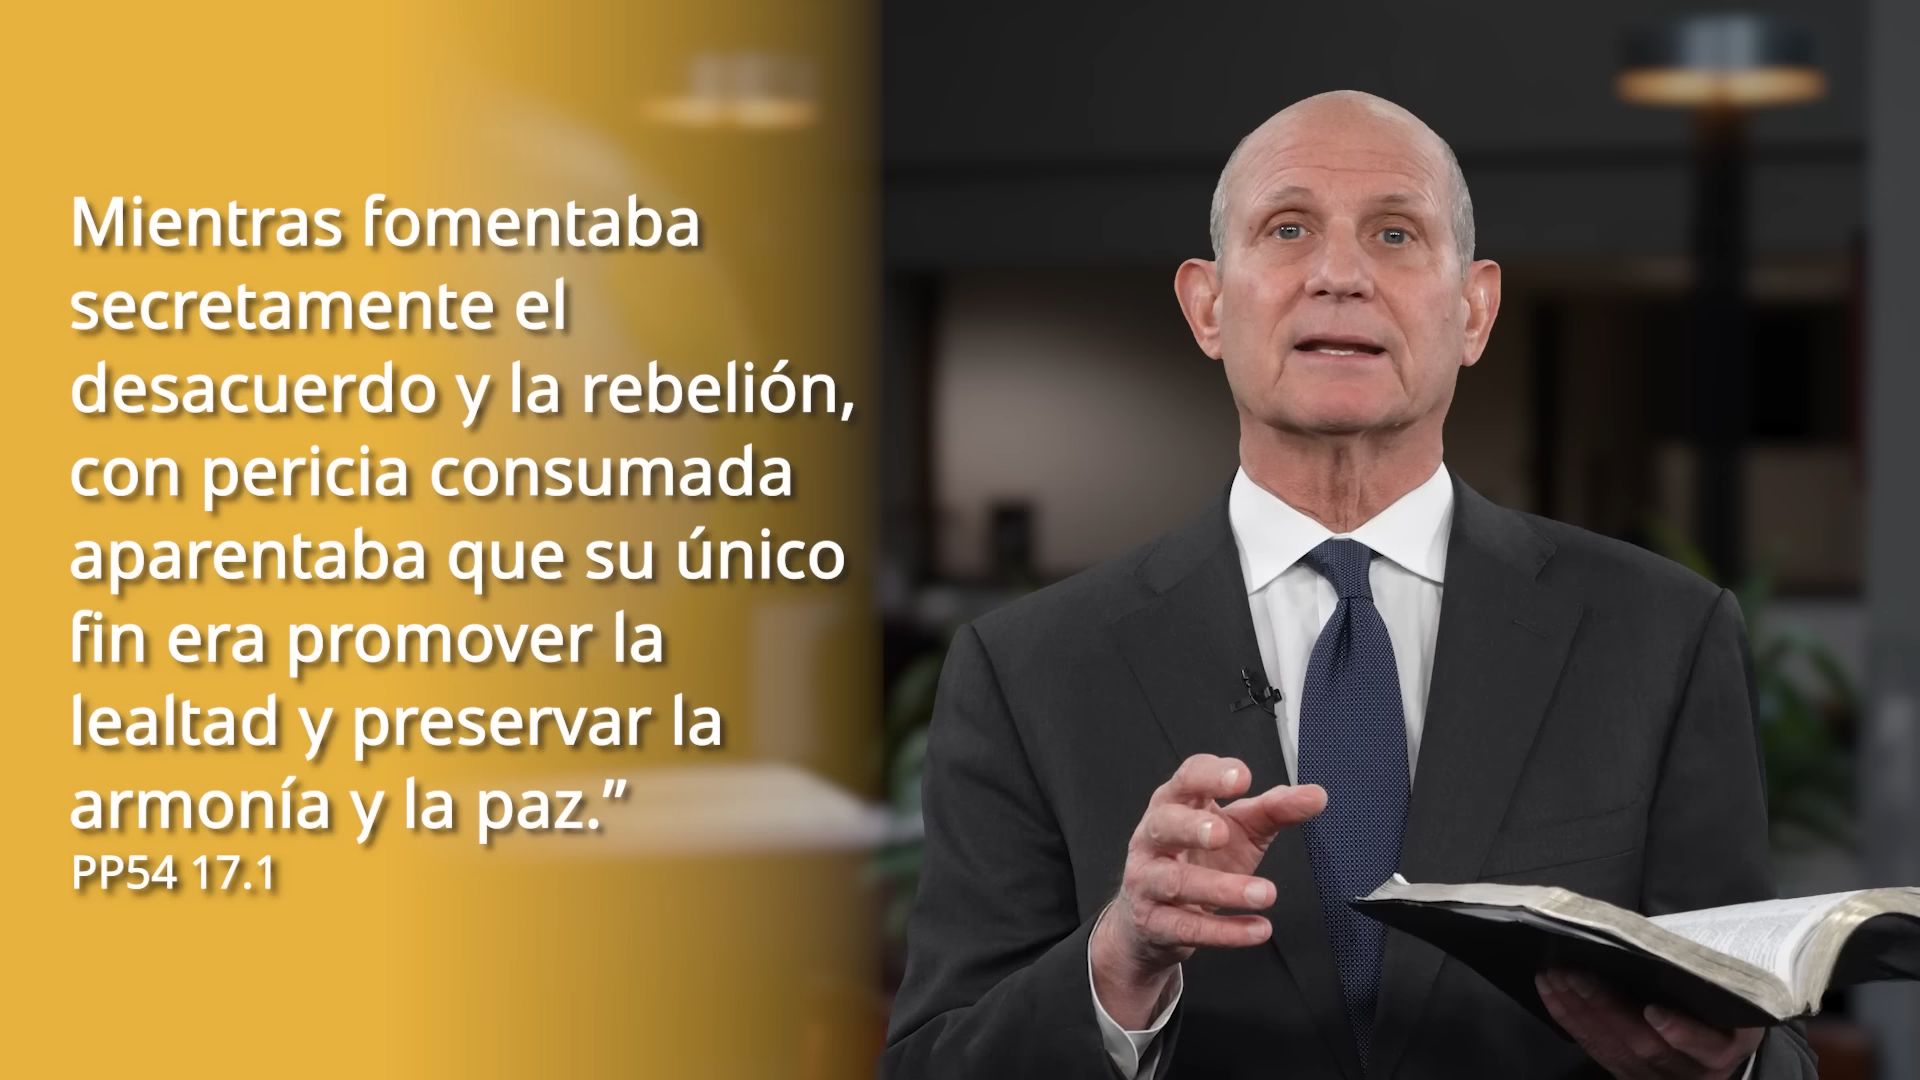 Mientras fomentaba
secretamente el
desacuerdo y la rebelión,
con pericia consumada
aparentaba que su único
fin era promover la
lealtad y preservar la
armonía y la paz.”
PP54 17.1